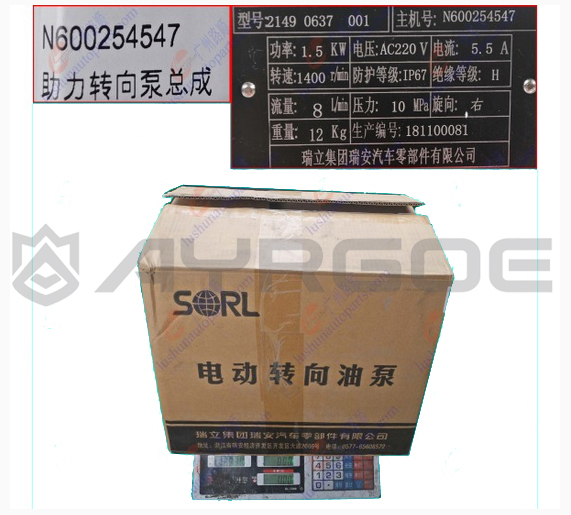 N600254547
助力转向泵总成
型号:2149 0637 001 主机号: N600254547
功率: 1.5 KW 电压:AC220 V 电流: 5.5 A
转速:1400 r/min 防护等级:IP67 绝缘等级: H
流量: 8 l/min 压力: 10 MPa 旋向: 右
重量: 12 Kg 生产编号: 181100081
瑞立集团瑞安汽车零部件有限公司
AYRGOE
SORL
电动转向油泵
瑞立集团瑞安汽车零部件有限公司